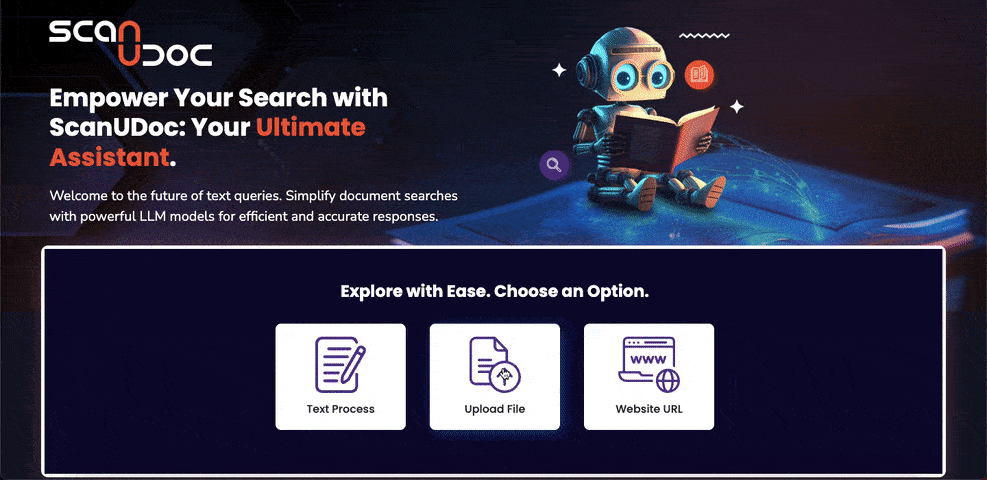 scan
UDOC
Empower Your Search with
ScanUDoc: Your Ultimate
Assistant.
Welcome to the future of text queries. Simplify document searches
with powerful LLM models for efficient and accurate responses.
Explore with Ease. Choose an Option.
Text Process
Upload File
WWW
Website URL